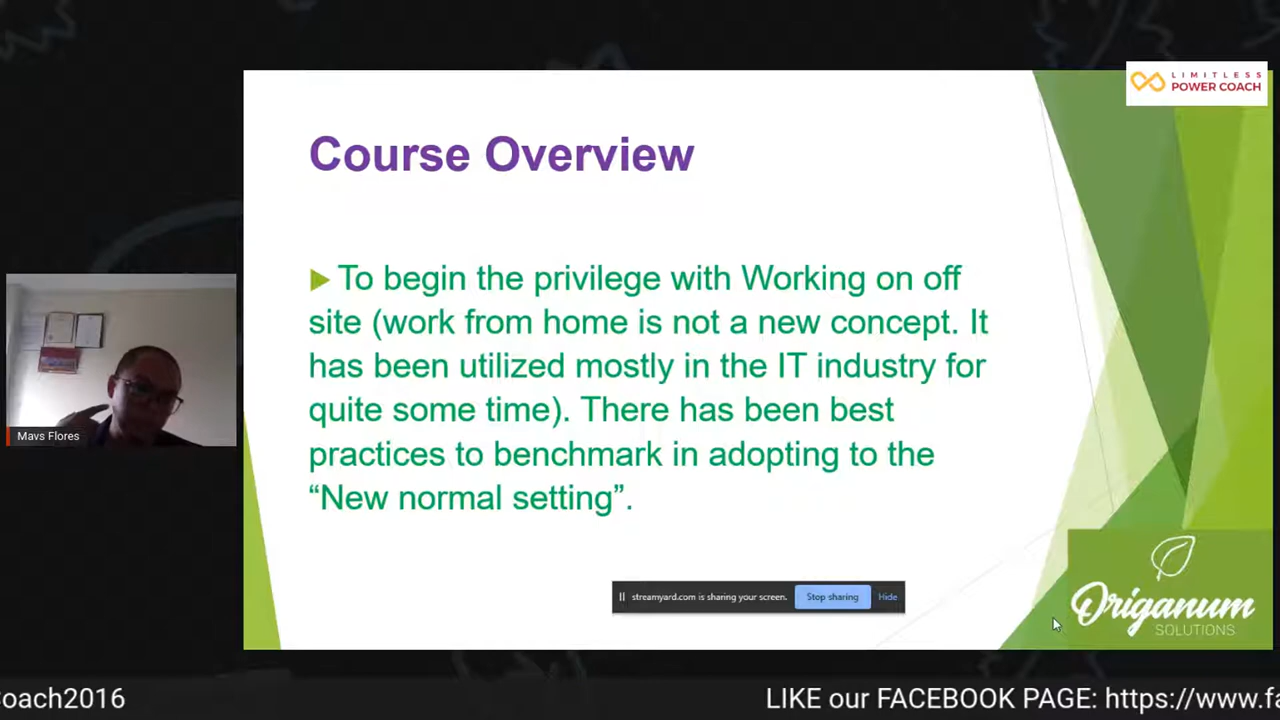 LIMITLESS
POWER COACH
Course Overview
To begin the privilege with Working on off
site (work from home is not a new concept. It
has been utilized mostly in the IT industry for
quite some time). There has been best
practices to benchmark in adopting to the
“New normal setting”.
Mavs Flores
streamyard.com is sharing your screen. Stop sharing Hide
Origanum
SOLUTIONS
Coach2016 LIKE our FACEBOOK PAGE: https://www.fa